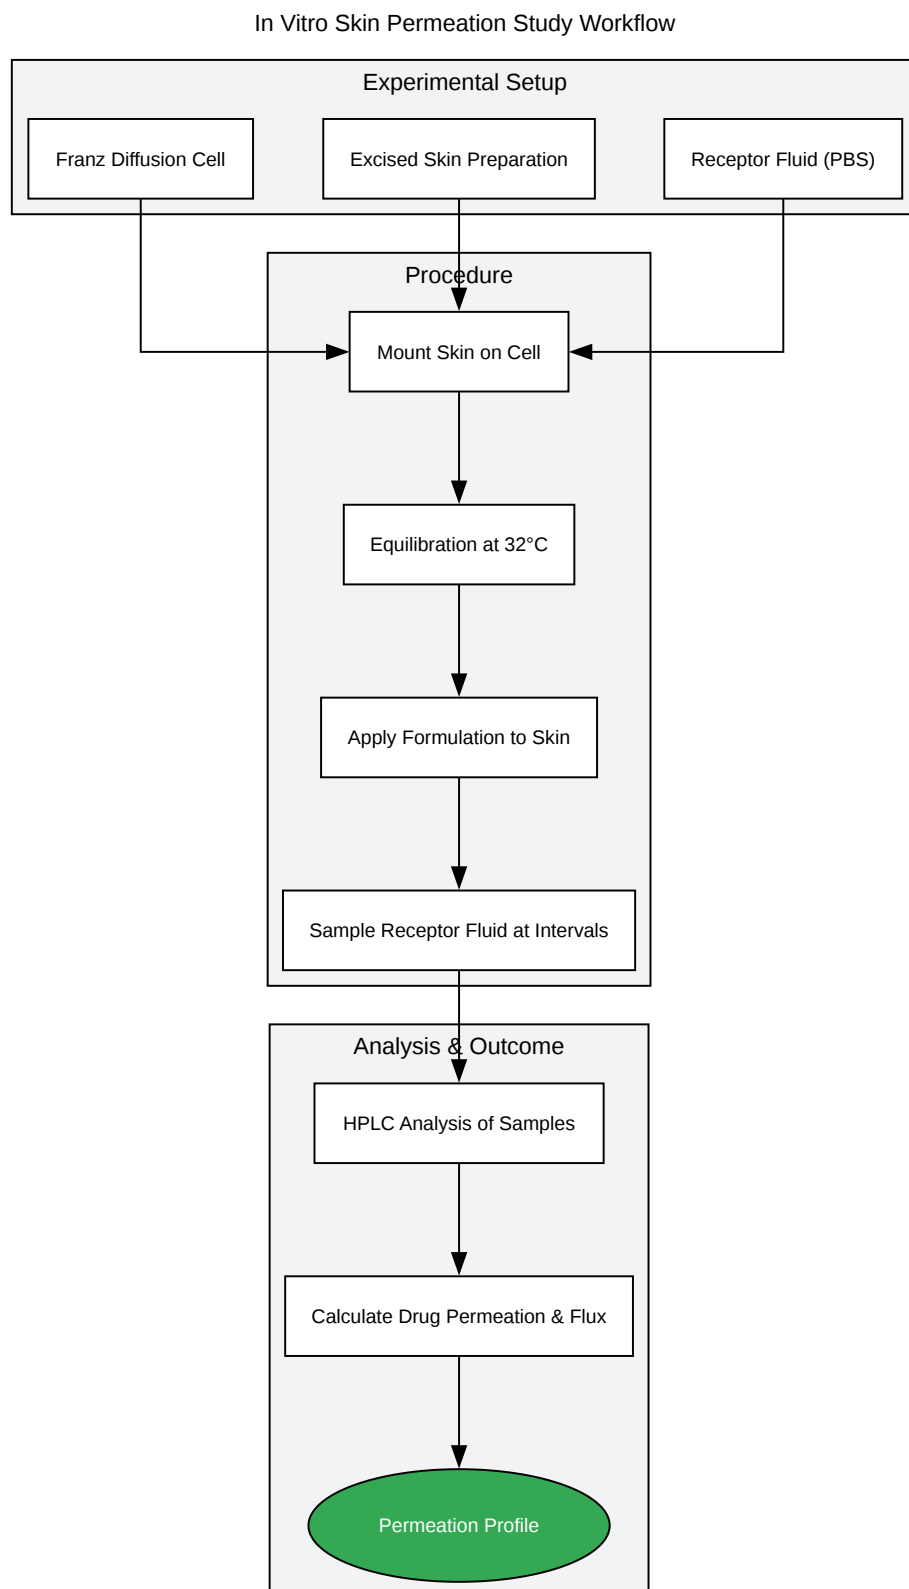 In Vitro Skin Permeation Study Workflow
Experimental Setup
Franz Diffusion Cell
Excised Skin Preparation
Receptor Fluid (PBS)
Procedure
Mount Skin on Cell
Equilibration at 32°C
Apply Formulation to Skin
Sample Receptor Fluid at Intervals
Analysis & Outcome
HPLC Analysis of Samples
Calculate Drug Permeation & Flux
Permeation Profile